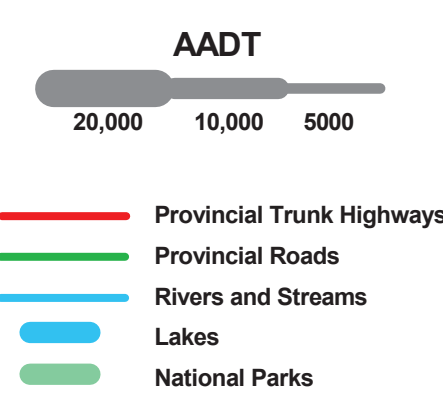 AADT
20,000 10,000 5000
Provincial Trunk Highways
Provincial Roads
Rivers and Streams
Lakes
National Parks